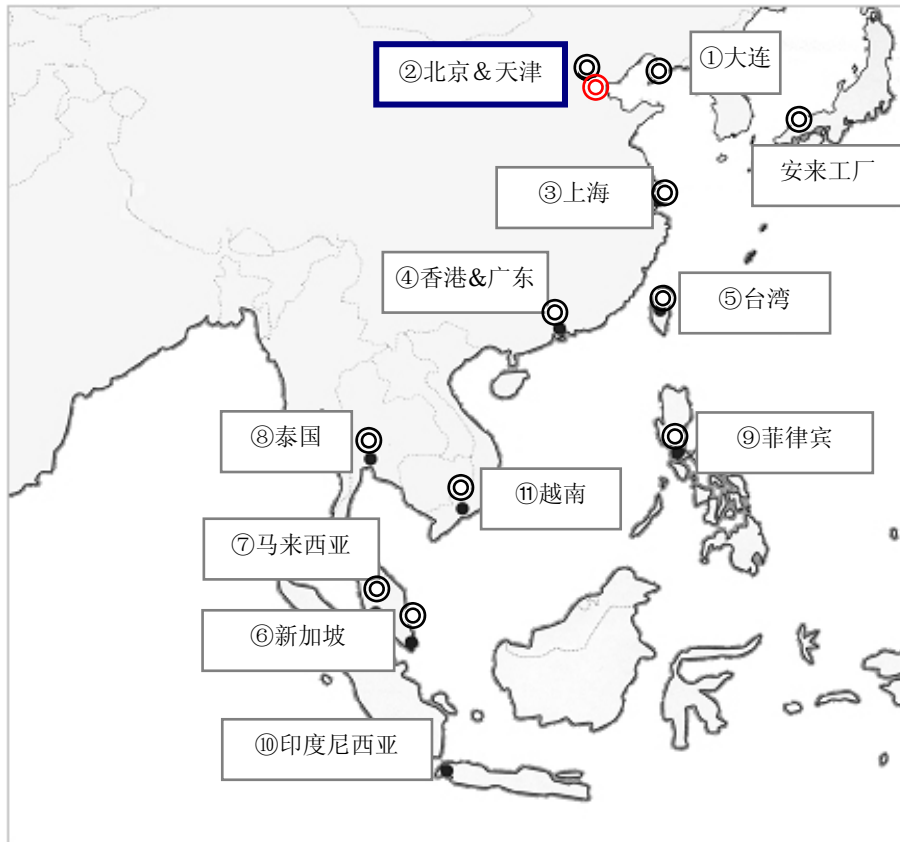 ①大连
②北京＆天津
安来工厂
③上海
④香港&广东
⑤台湾
⑧泰国
⑨菲律宾
⑪越南
⑦马来西亚
⑥新加坡
⑩印度尼西亚